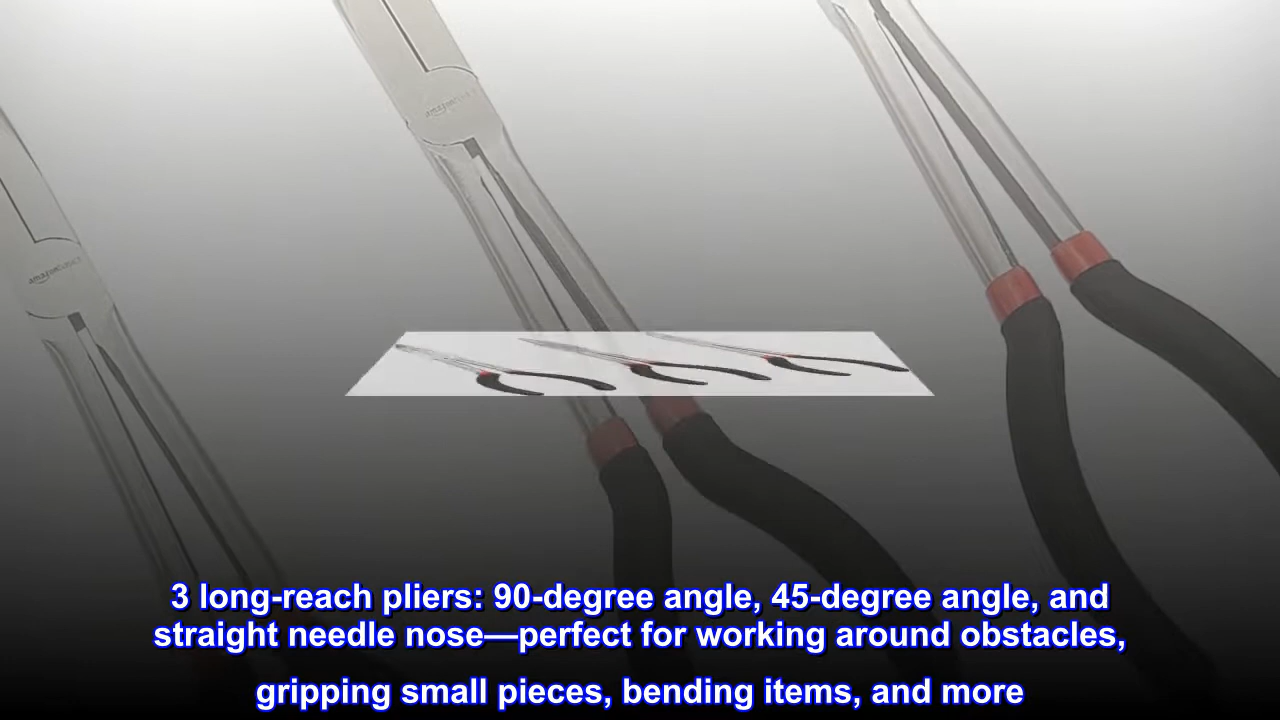 3 long-reach pliers: 90-degree angle, 45-degree angle, and
straight needle nose—perfect for working around obstacles,
gripping small pieces, bending items, and more